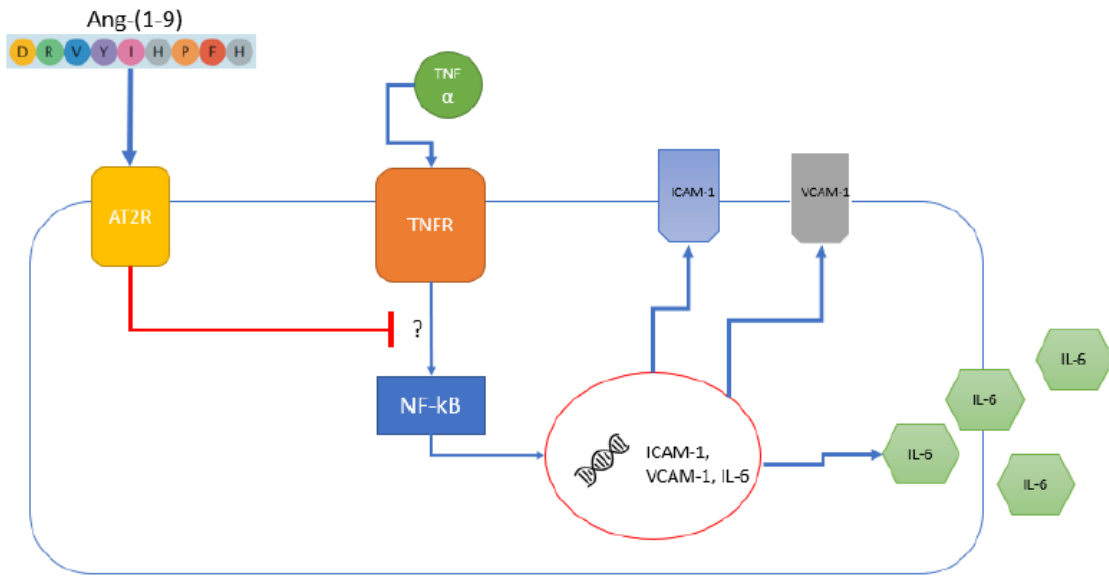 Ang-(1-9)
D R V Y I H P F H
TNF
α
AT2R
TNFR
ICAM-1
VCAM-1
?
NF-kB
ICAM-1,
VCAM-1, IL-6
IL-6
IL-6
IL-6
IL-6